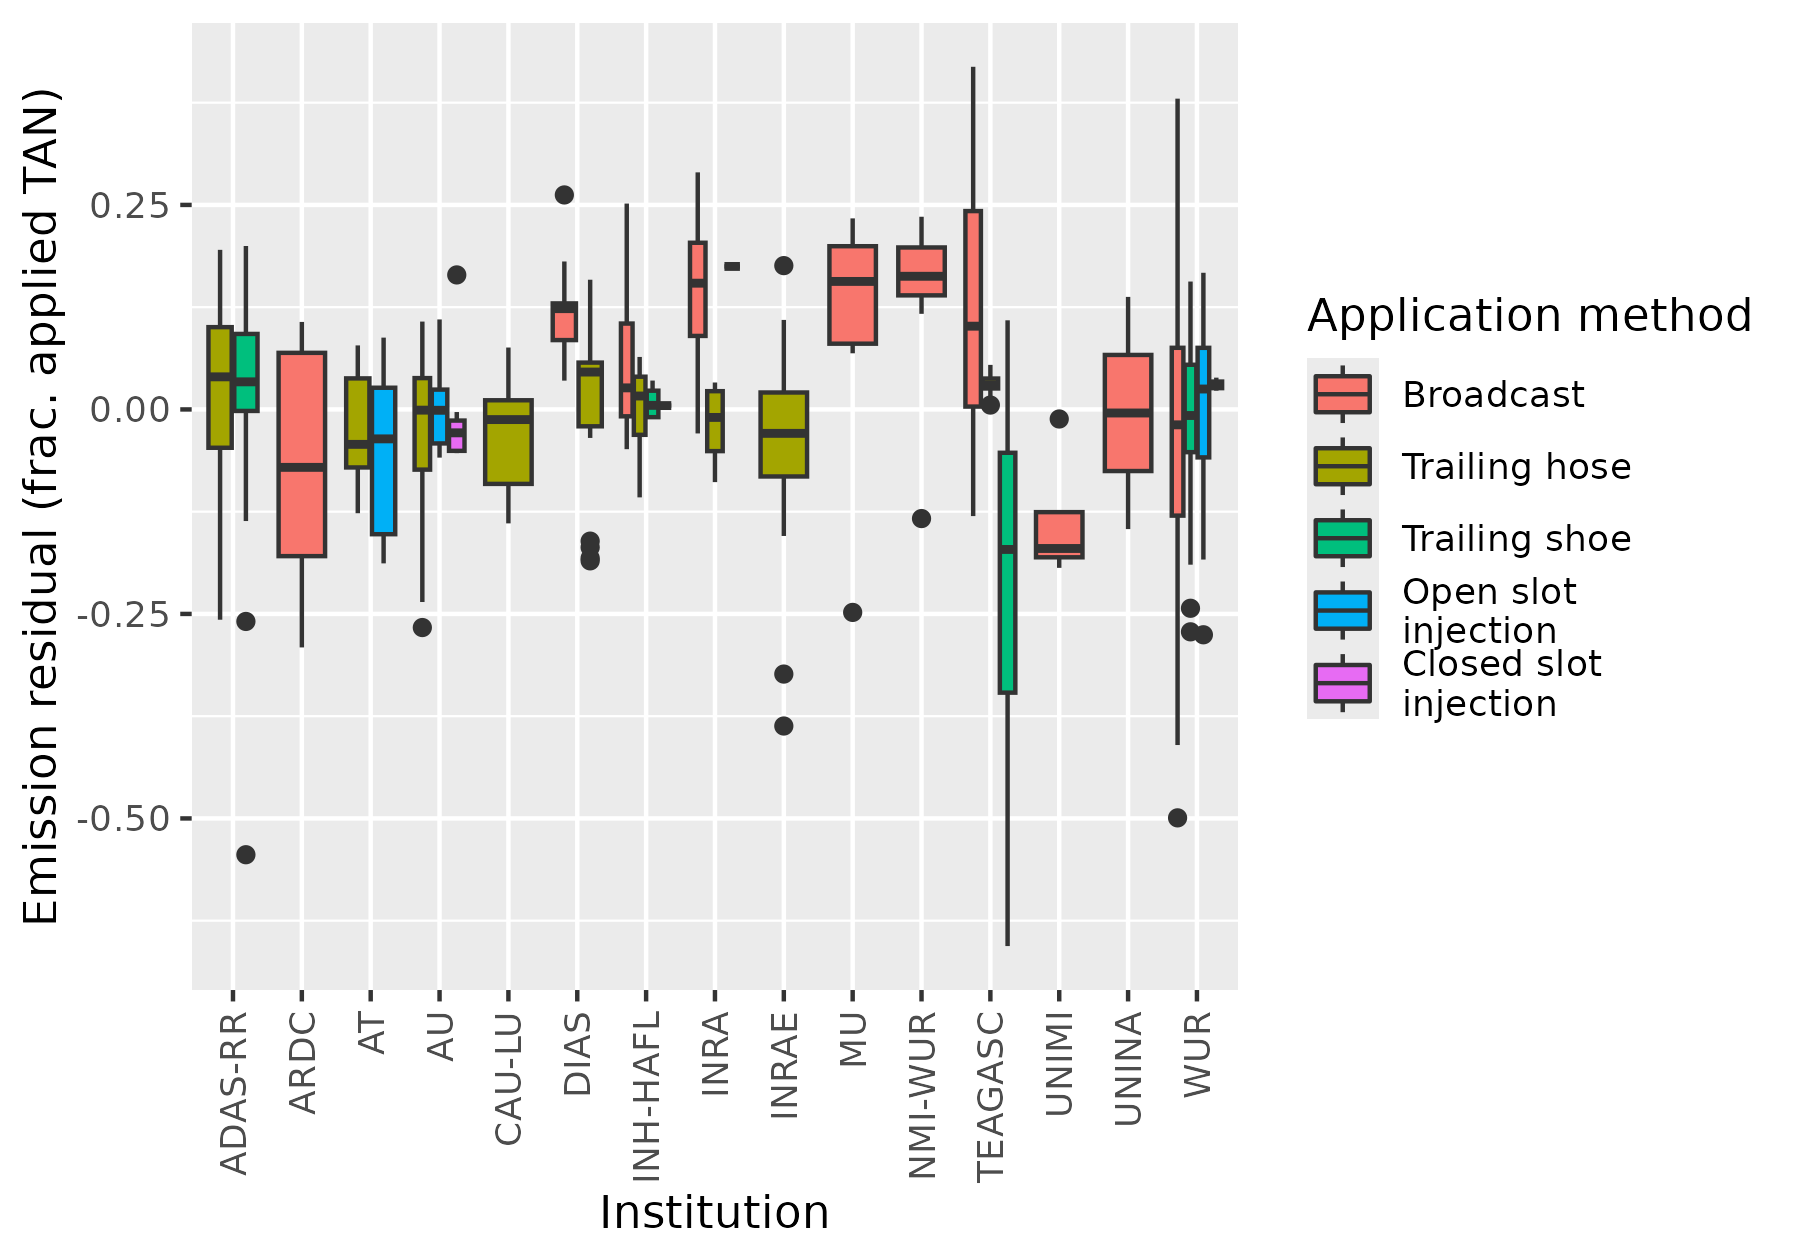 Emission residual (frac. applied TAN)
0.25
0.00
-0.25
-0.50
ADAS-RR
ARDC
AT
AU
CAU-LU
DIAS
INH-HAFL
INRA
INRAE
MU
NMI-WUR
TEAGASC
UNIMI
UNINA
WUR
Institution
Application method
Broadcast
Trailing hose
Trailing shoe
Open slot
injection
Closed slot
injection